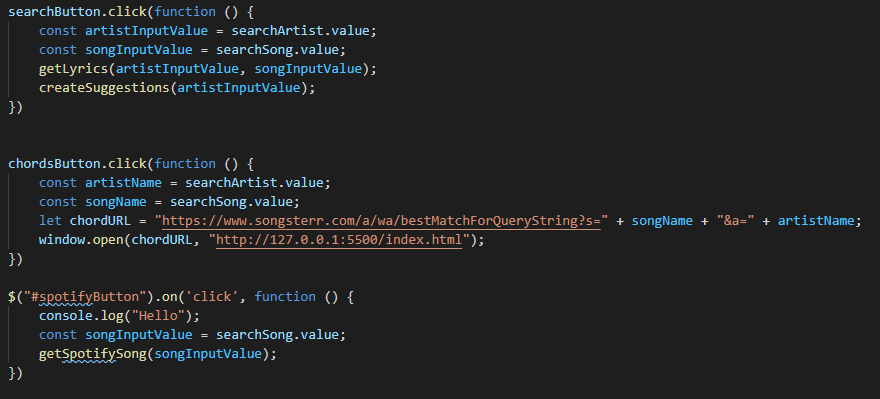 searchButton.click(function () {
    const artistInputValue = searchArtist.value;
    const songInputValue = searchSong.value;
    getLyrics(artistInputValue, songInputValue);
    createSuggestions(artistInputValue);
})
chordsButton.click(function () {
    const artistName = searchArtist.value;
    const songName = searchSong.value;
    let chordURL = "https://www.songsterr.com/a/wa/bestMatchForQueryString?s=" + songName + "&a=" + artistName;
    window.open(chordURL, "http://127.0.0.1:5500/index.html");
})
$("#spotifyButton").on('click', function () {
    console.log("Hello");
    const songInputValue = searchSong.value;
    getSpotifySong(songInputValue);
})